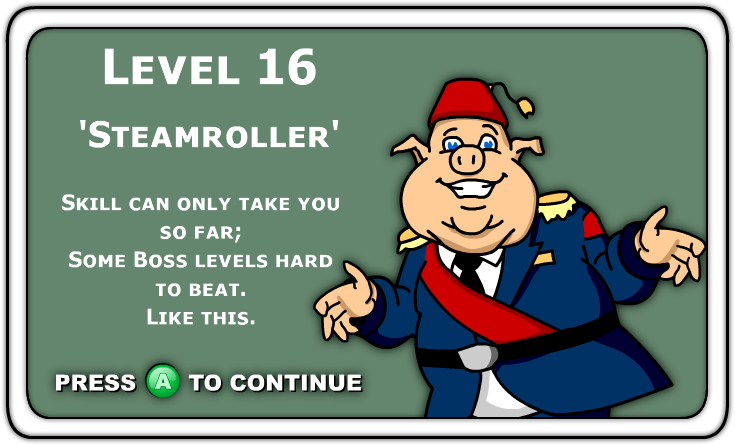 LEVEL 16
'STEAMROLLER'
SKILL CAN ONLY TAKE YOU
SO FAR;
SOME BOSS LEVELS HARD
TO BEAT.
LIKE THIS.
PRESS A TO CONTINUE